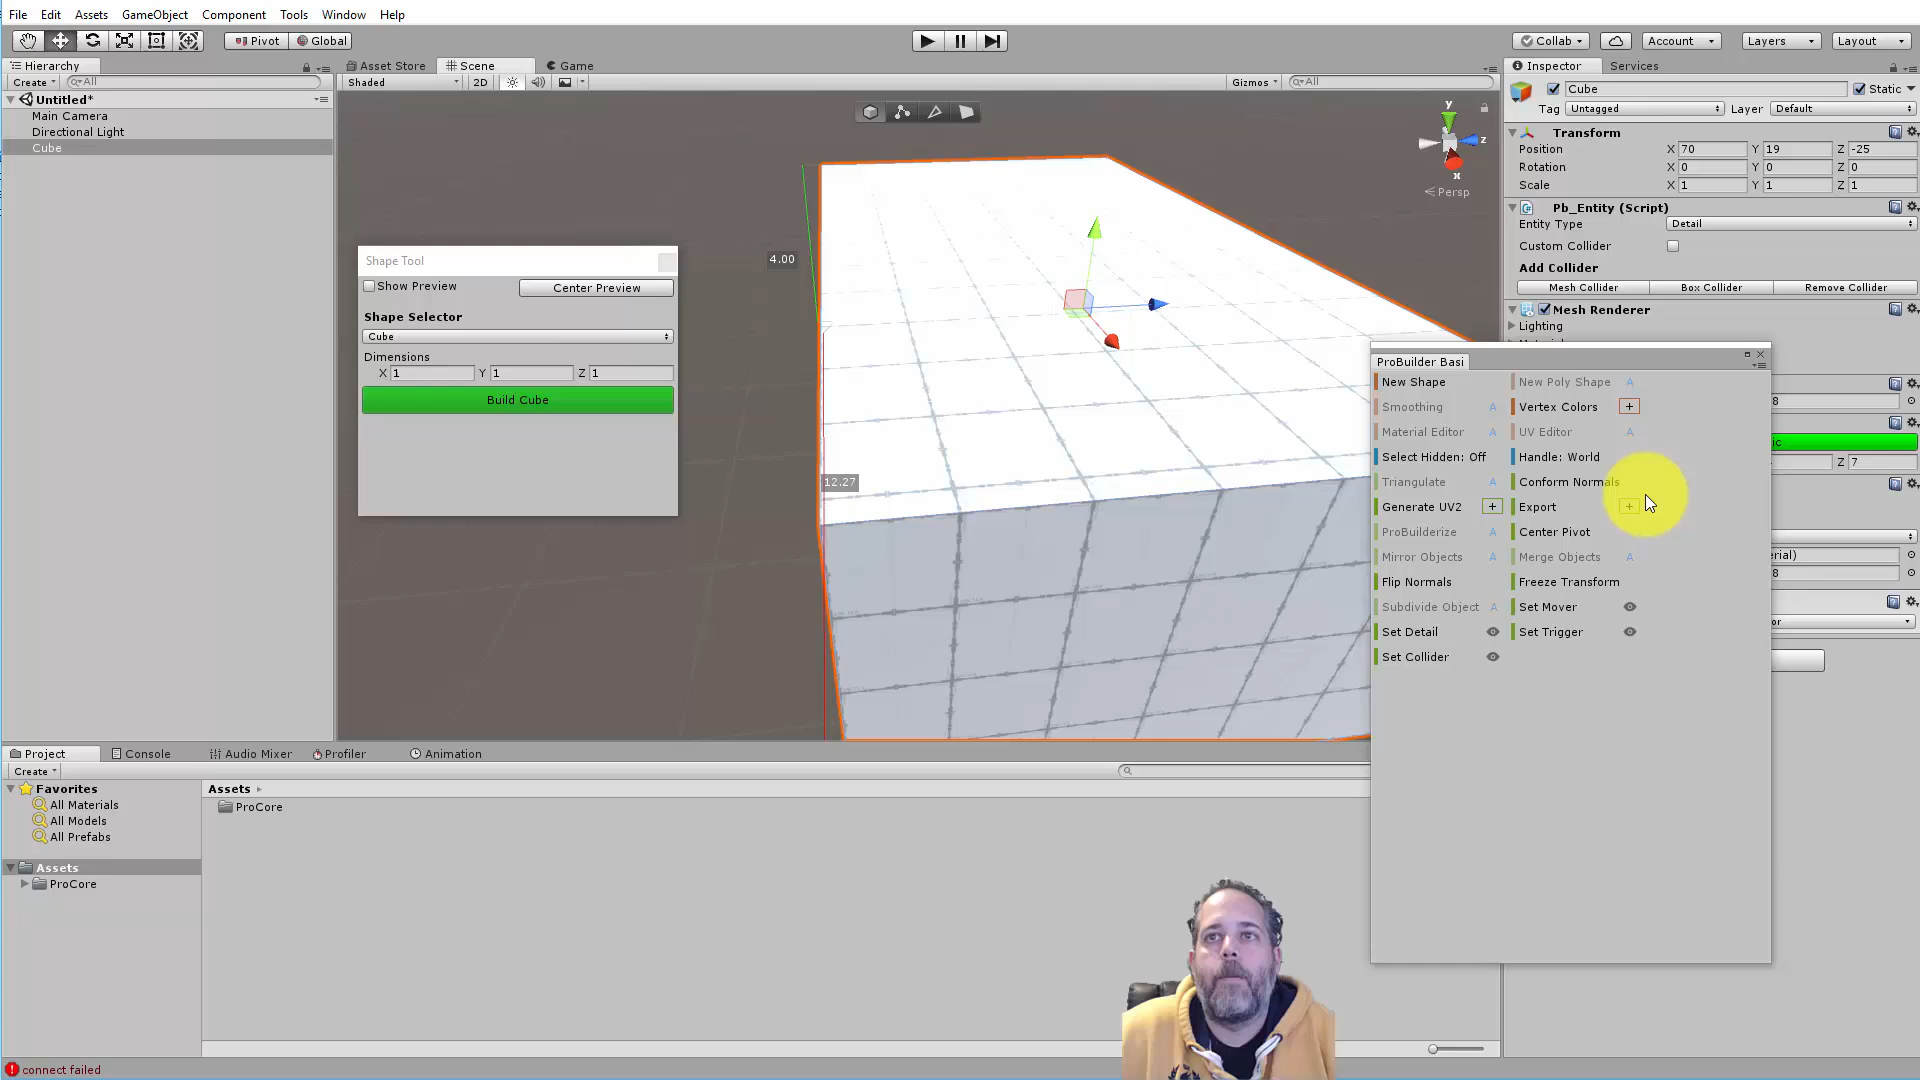 File Edit Assets GameObject Component Tools Window Help
Pivot Global Collab Account Layers Layout
Hierarchy
Create All
Untitled*
Main Camera
Directional Light
Cube
Asset Store Scene Game
Shaded 2D Gizmos All
y
z
x
Persp
4.00
12.27
Shape Tool
Show Preview Center Preview
Shape Selector
Cube
Dimensions
X 1 Y 1 Z 1
Build Cube
Inspector Services
Cube Static
Tag Untagged Layer Default
Transform
Position X 70 Y 19 Z -25
Rotation X 0 Y 0 Z 0
Scale X 1 Y 1 Z 1
Pb_Entity (Script)
Entity Type Detail
Custom Collider
Add Collider
Mesh Collider Box Collider Remove Collider
Mesh Renderer
Lighting
ProBuilder Basi
New Shape New Poly Shape A
Smoothing A Vertex Colors +
Material Editor A UV Editor A
Select Hidden: Off Handle: World
Triangulate A Conform Normals
Generate UV2 + Export +
ProBuilderize A Center Pivot
Mirror Objects A Merge Objects A
Flip Normals Freeze Transform
Subdivide Object A Set Mover
Set Detail Set Trigger
Set Collider
8
ic
Z 7
erial)
8
or
Project Console Audio Mixer Profiler Animation
Create
Favorites
All Materials
All Models
All Prefabs
Assets
ProCore
Assets
ProCore
connect failed